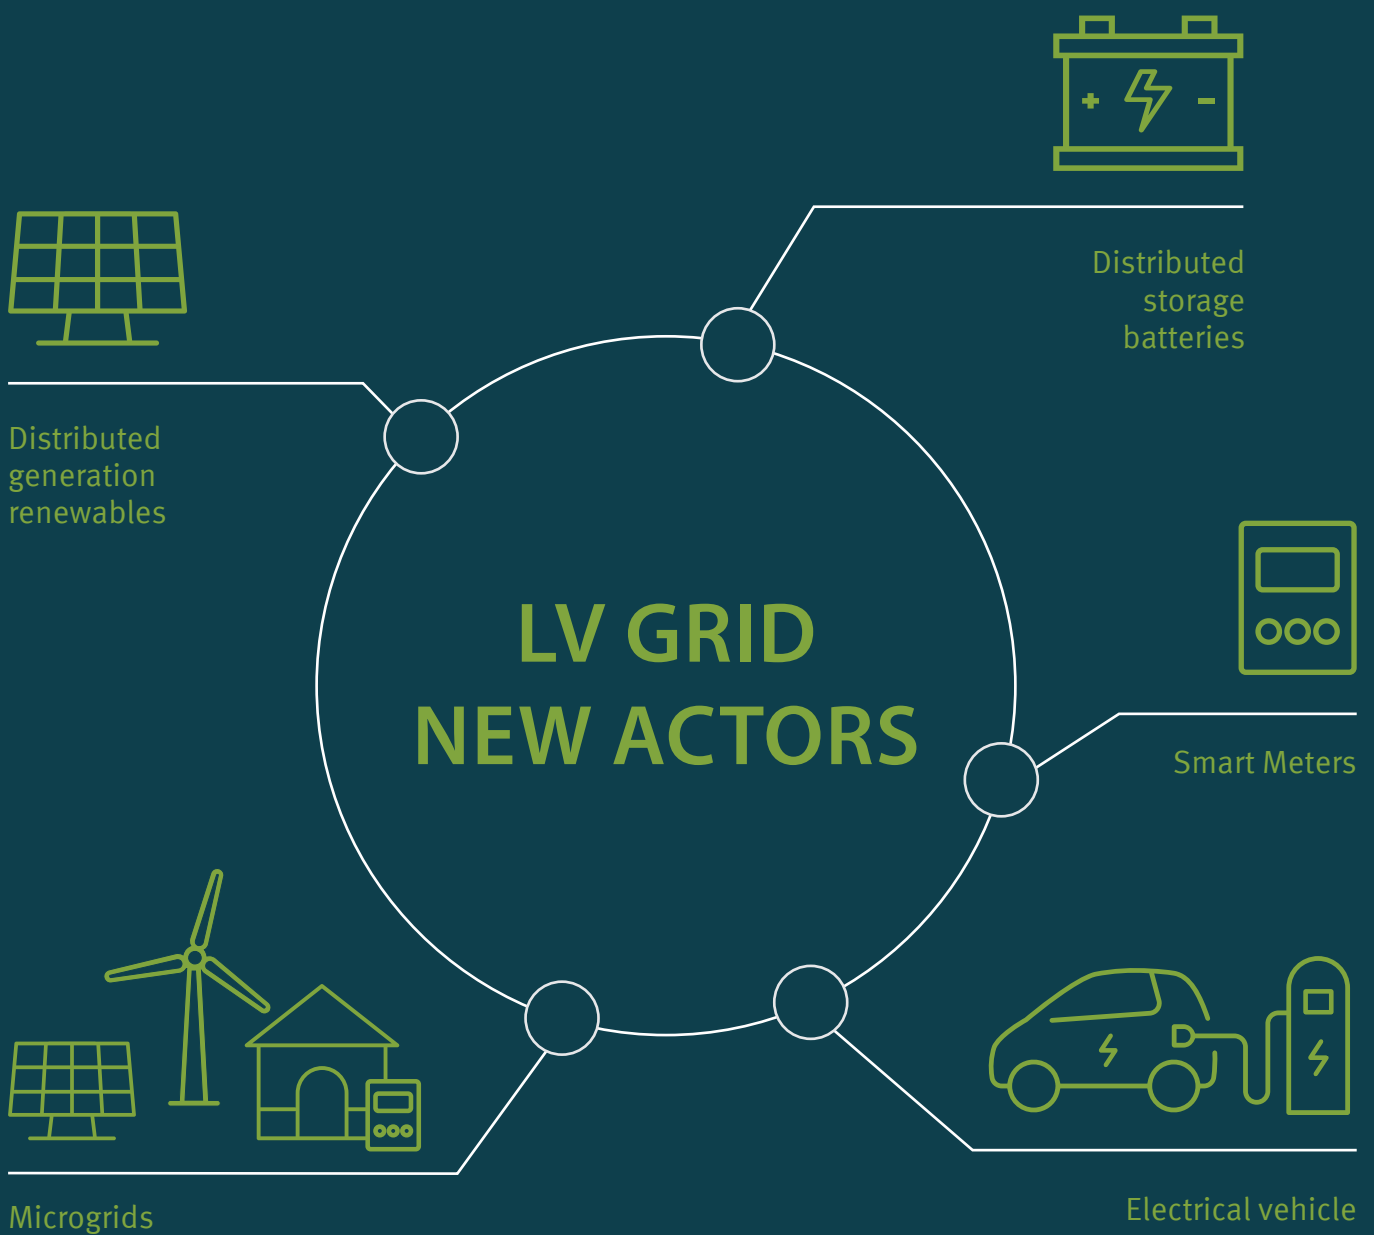 Distributed
storage
batteries
Distributed
generation
renewables
LV GRID
NEW ACTORS
Smart Meters
Microgrids
Electrical vehicle